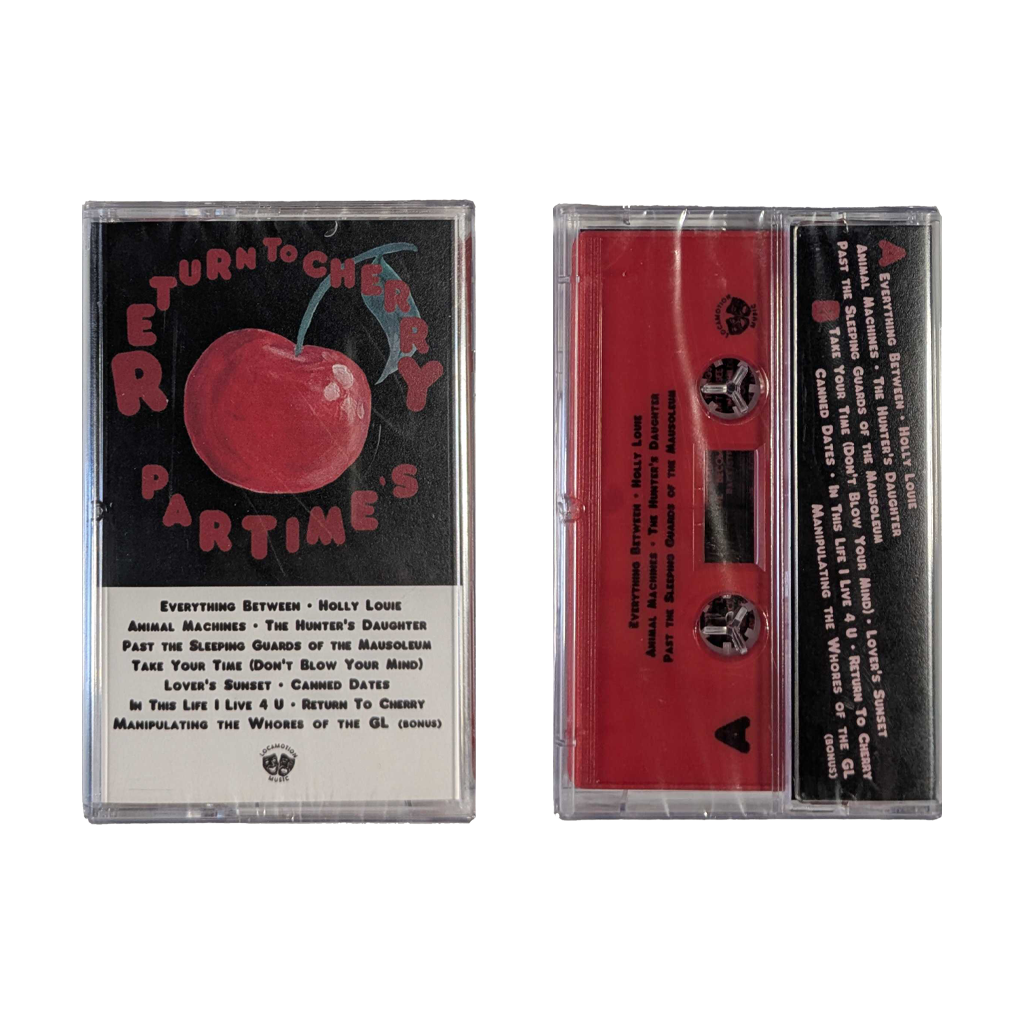 RETURN TO CHERRY
PARTIME'S
EVERYTHING BETWEEN • HOLLY LOUIE
ANIMAL MACHINES • THE HUNTER'S DAUGHTER
PAST THE SLEEPING GUARDS OF THE MAUSOLEUM
TAKE YOUR TIME (DON'T BLOW YOUR MIND)
LOVER'S SUNSET • CANNED DATES
IN THIS LIFE I LIVE 4 U • RETURN TO CHERRY
MANIPULATING THE WHORES OF THE GL (BONUS)
LOCAMOTION
MUSIC
LOCAMOTION
MUSIC
EVERYTHING BETWEEN • HOLLY LOUIE
ANIMAL MACHINES • THE HUNTER'S DAUGHTER
PAST THE SLEEPING GUARDS OF THE MAUSOLEUM
A
A EVERYTHING BETWEEN • HOLLY LOUIE
ANIMAL MACHINES • THE HUNTER'S DAUGHTER
PAST THE SLEEPING GUARDS OF THE MAUSOLEUM
B TAKE YOUR TIME (DON'T BLOW YOUR MIND) • LOVER'S SUNSET
CANNED DATES • IN THIS LIFE I LIVE 4 U • RETURN TO CHERRY
MANIPULATING THE WHORES OF THE GL (BONUS)